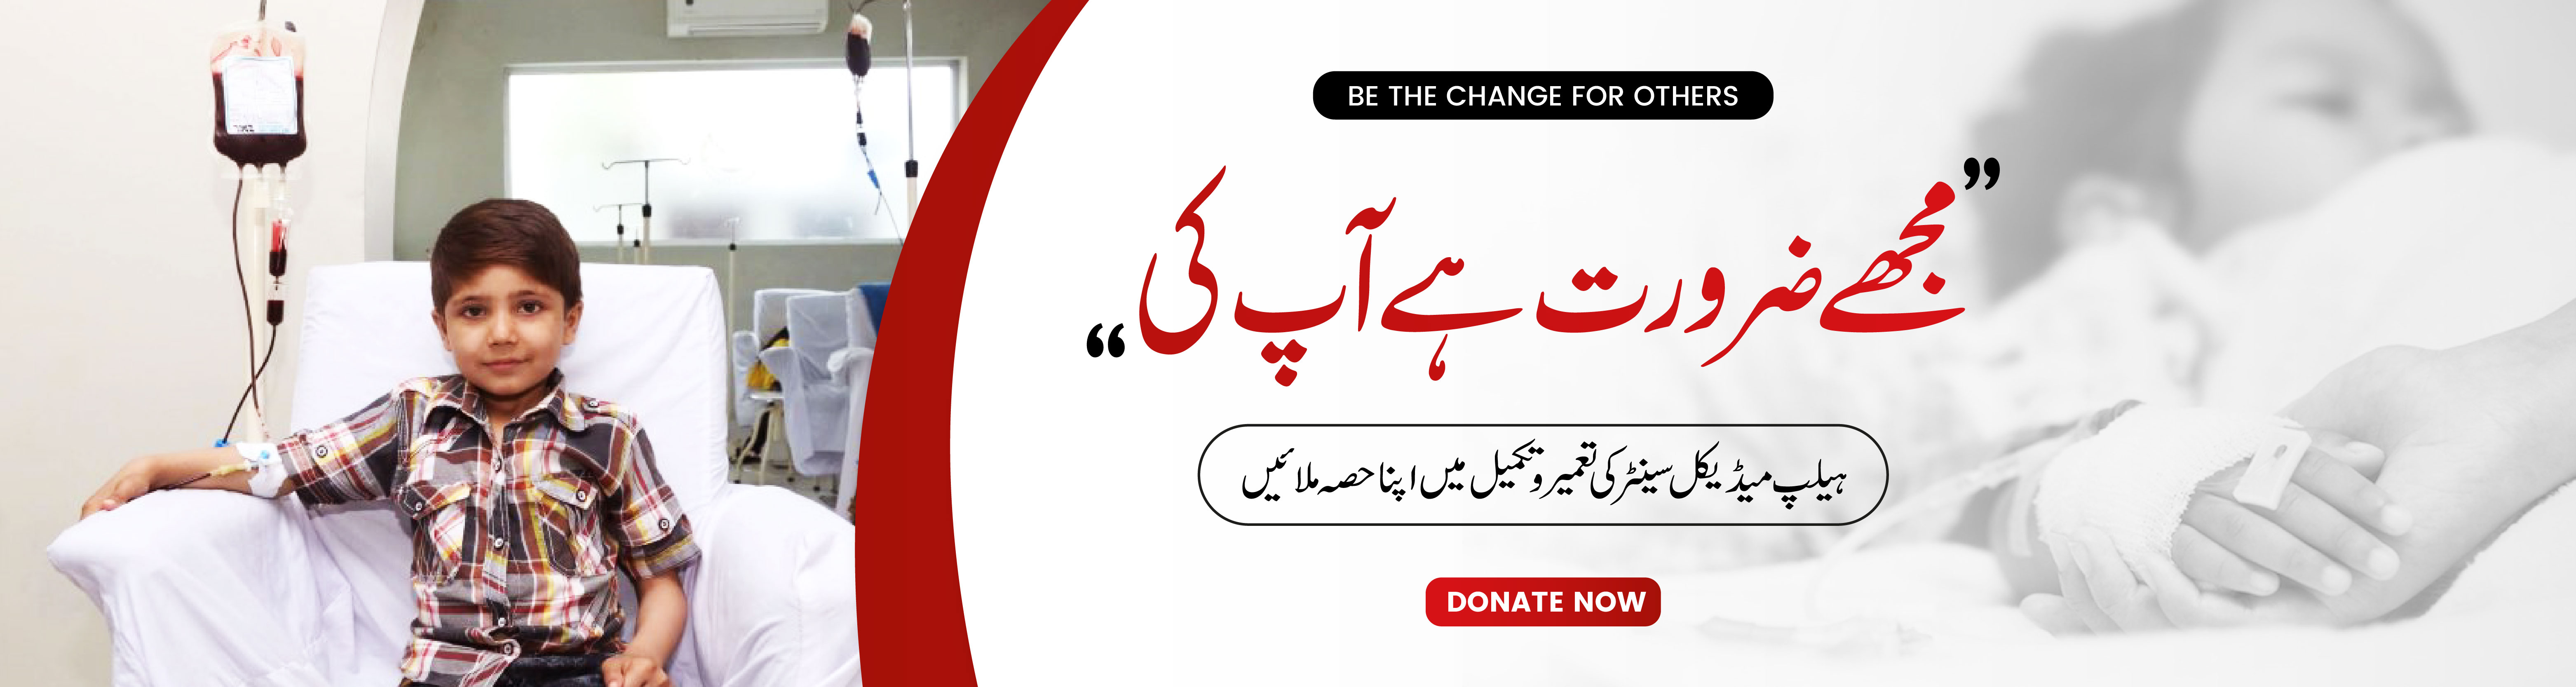 BE THE CHANGE FOR OTHERS
”مجھے ضرورت ہے آپ کی“
ہیلپ میڈیکل سینٹر کی تعمیر و تکمیل میں اپنا حصہ ملائیں
DONATE NOW